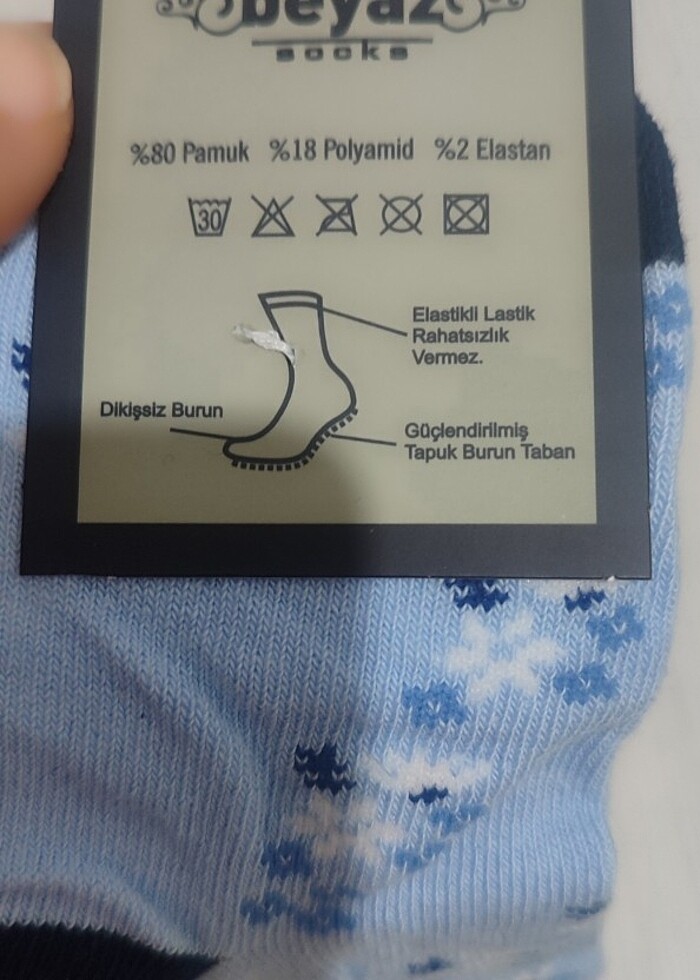 beyaz
socks
%80 Pamuk %18 Polyamid %2 Elastan
30
Elastikli Lastik
Rahatsızlık
Vermez.
Dikişsiz Burun
Güçlendirilmiş
Tapuk Burun Taban